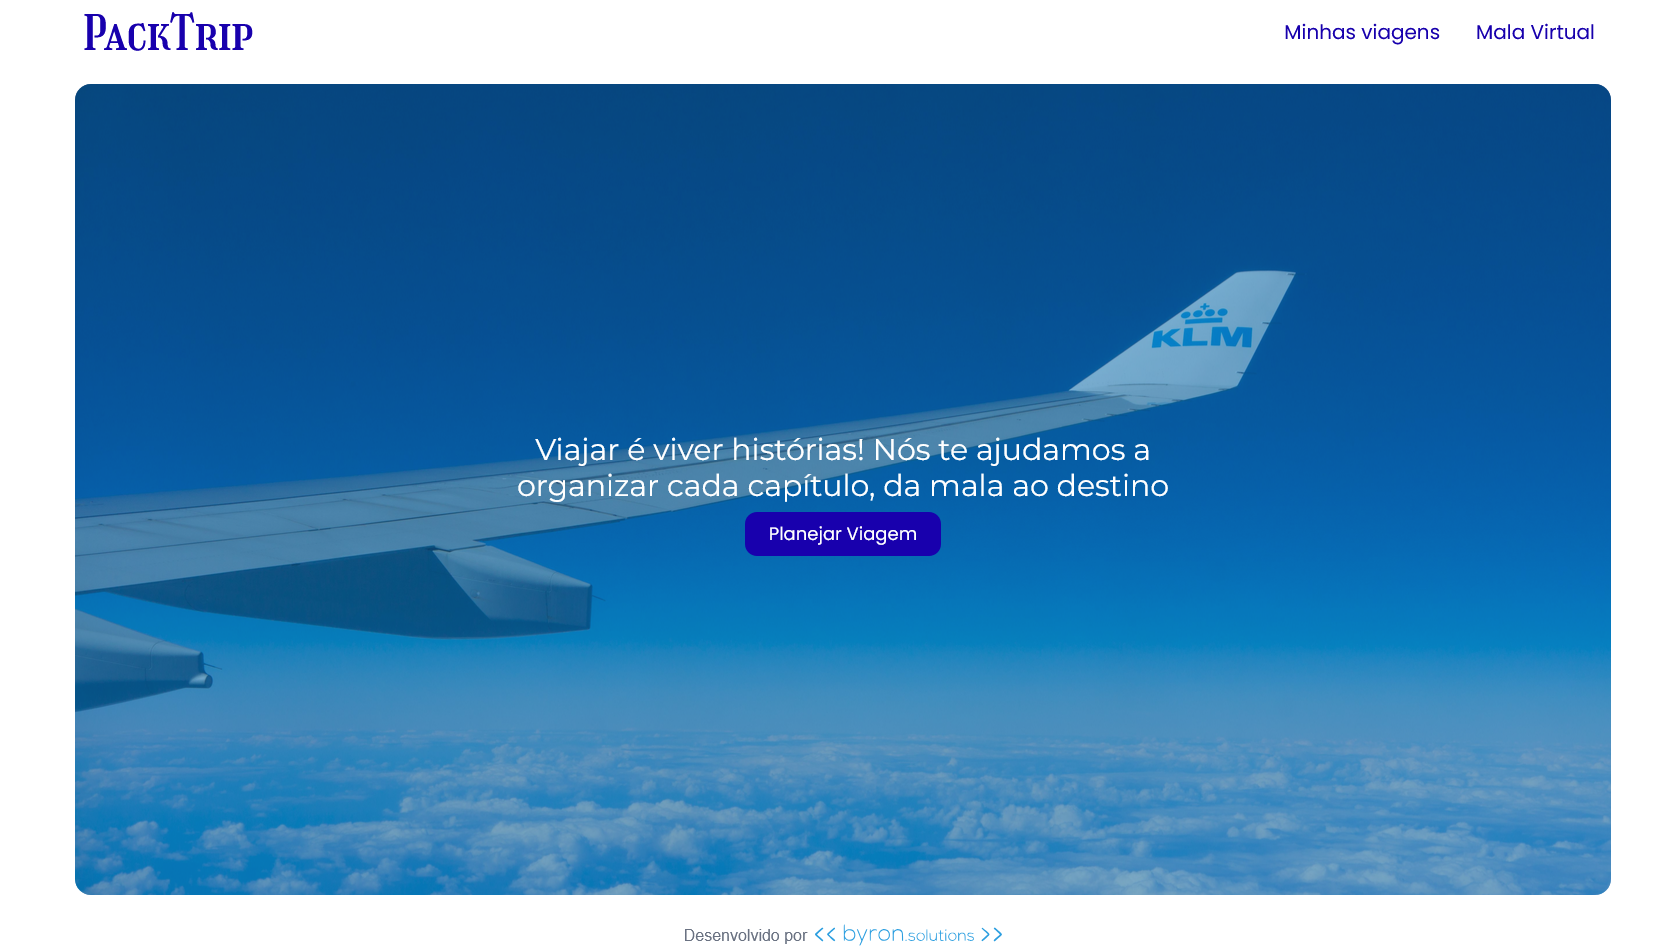 PackTrip
Minhas viagens
Mala Virtual
KLM
Viajar é viver histórias! Nós te ajudamos a
organizar cada capítulo, da mala ao destino
Planejar Viagem
Desenvolvido por << byron.solutions >>